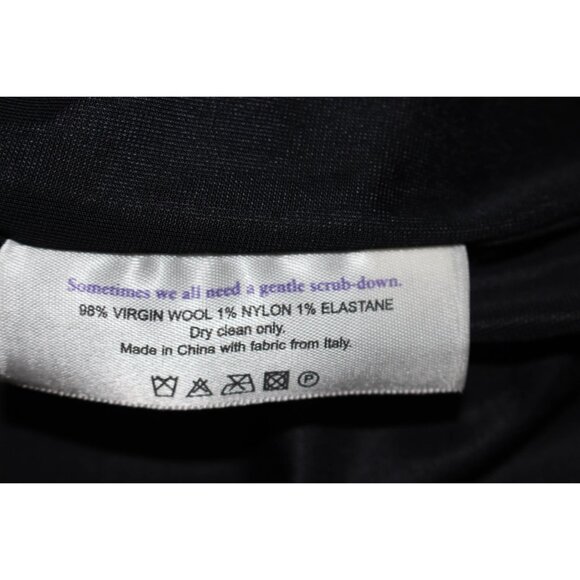 Sometimes we all need a gentle scrub-down.
98% VIRGIN WOOL 1% NYLON 1% ELASTANE
Dry clean only.
Made in China with fabric from Italy.
P